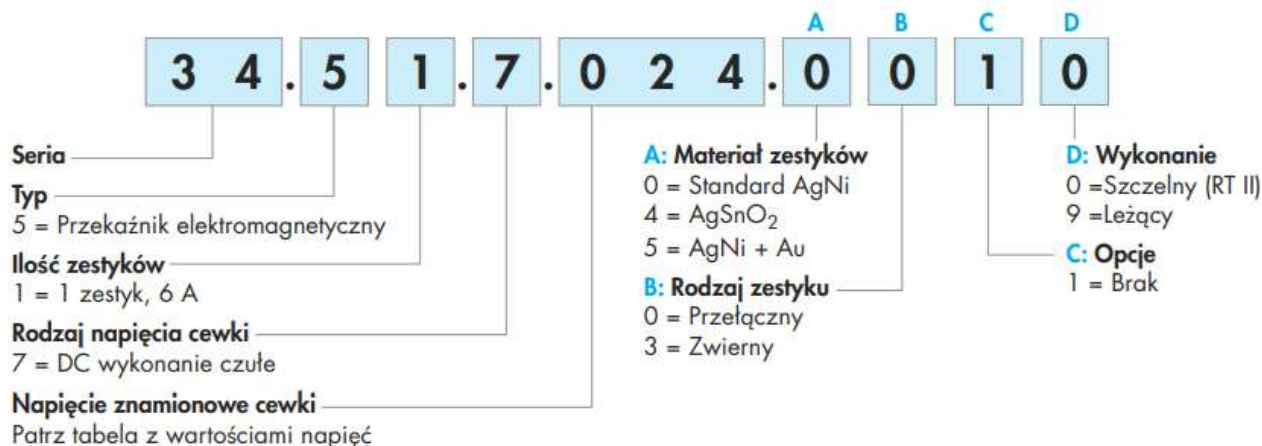 A B C D
3 4 . 5 1 . 7 . 0 2 4 . 0 0 1 0
Seria
Typ
5 = Przekaźnik elektromagnetyczny
Ilość zestyków
1 = 1 zestyk, 6 A
Rodzaj napięcia cewki
7 = DC wykonanie czułe
Napięcie znamionowe cewki
Patrz tabela z wartościami napięć
A: Materiał zestyków
0 = Standard AgNi
4 = AgSnO₂
5 = AgNi + Au
B: Rodzaj zestyku
0 = Przełączny
3 = Zwierny
D: Wykonanie
0 =Szczelny (RT II)
9 =Leżący
C: Opcje
1 = Brak